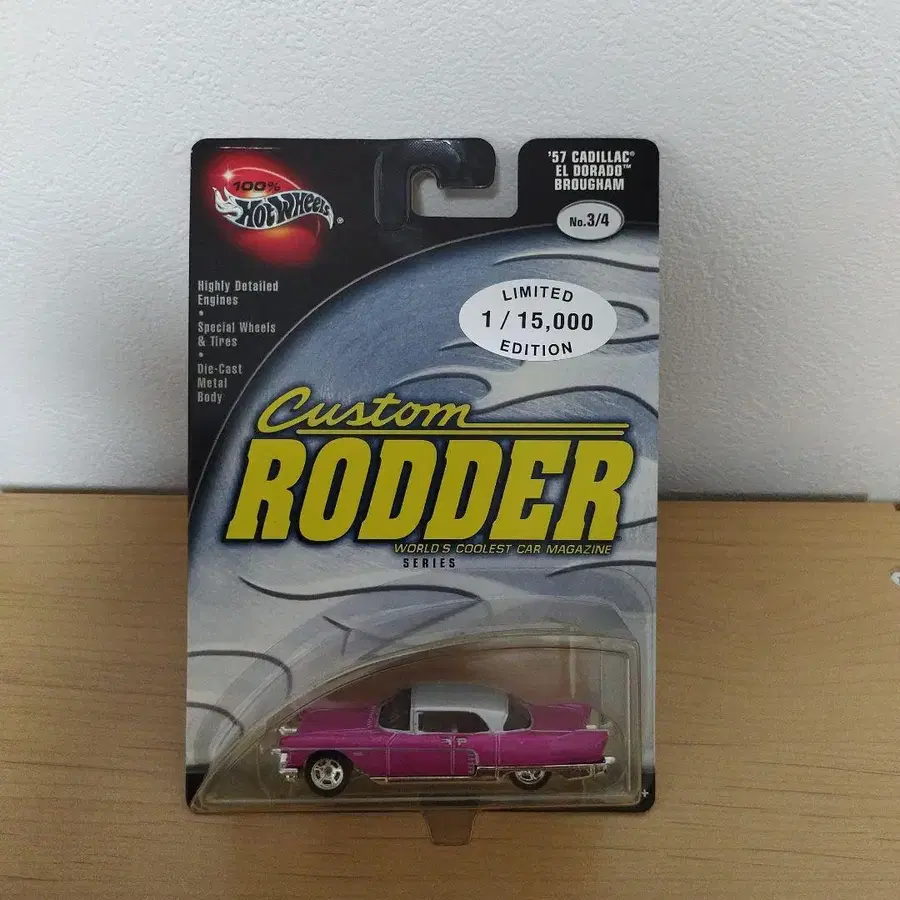 100%
HOT WHEELS®
'57 CADILLAC®
EL DORADO™
BROUGHAM
No.3/4
Highly Detailed
Engines
•
Special Wheels
& Tires
•
Die-Cast
Metal
Body
LIMITED
1 / 15,000
EDITION
Custom
RODDER
WORLD'S COOLEST CAR MAGAZINE
SERIES